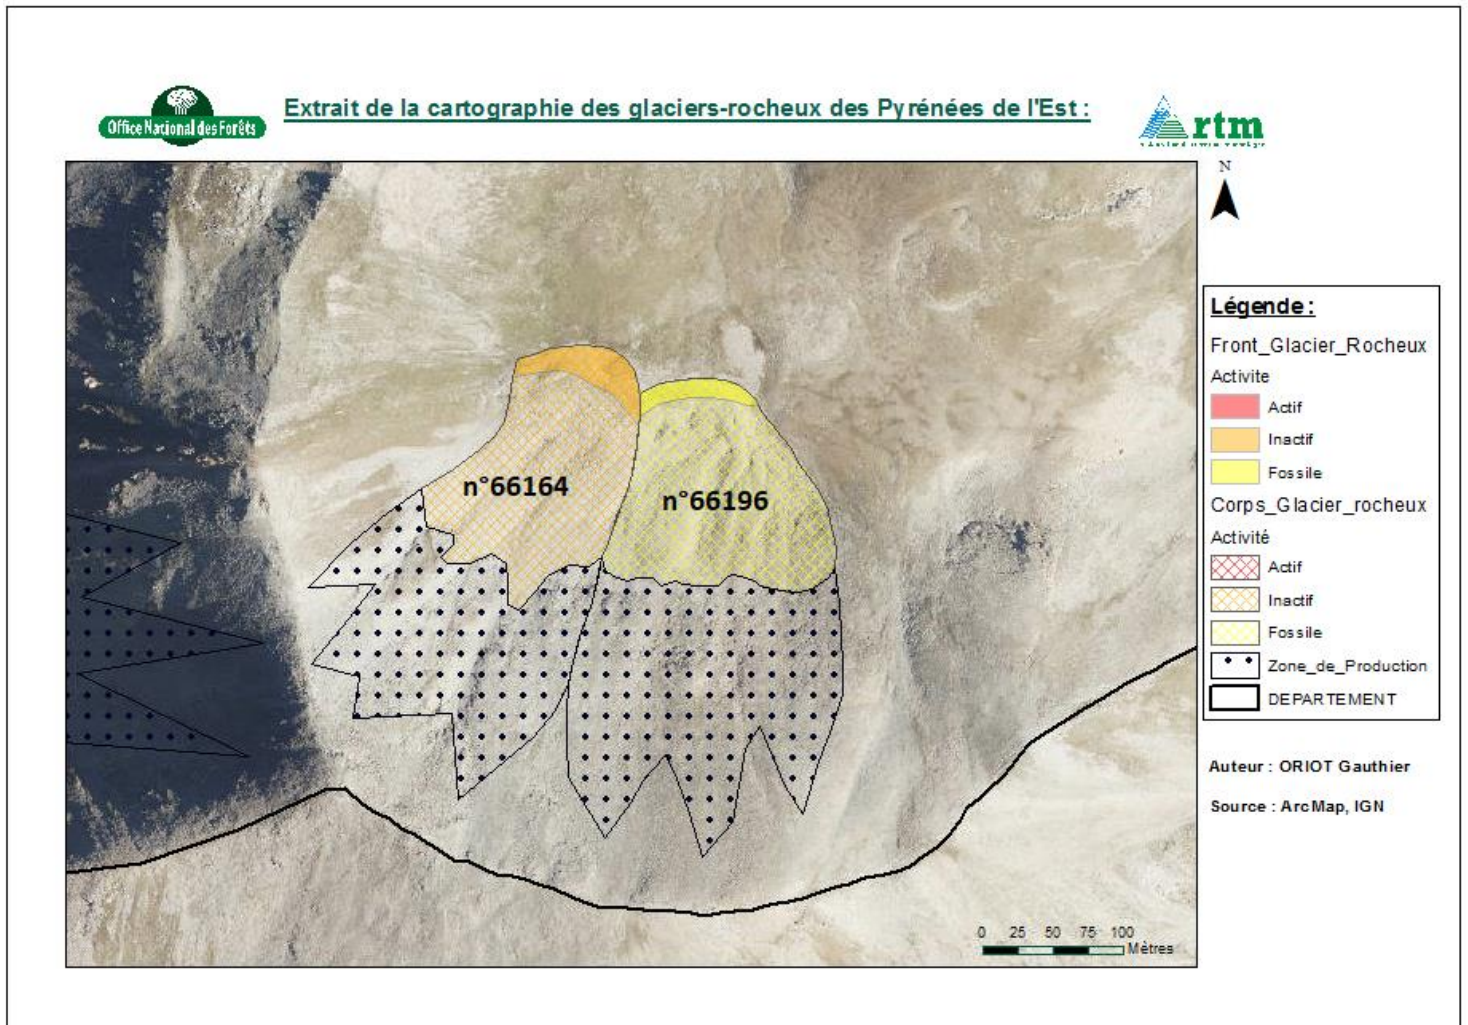 Office National des Forêts
Extrait de la cartographie des glaciers-rocheux des Pyrénées de l'Est :
rtm
N
n°66164
n°66196
Légende :
Front_Glacier_Rocheux
Activite
Actif
Inactif
Fossile
Corps_Glacier_rocheux
Activité
Actif
Inactif
Fossile
Zone_de_Production
DEPARTEMENT
Auteur : ORIOT Gauthier
Source : ArcMap, IGN
0 25 50 75 100
Mètres